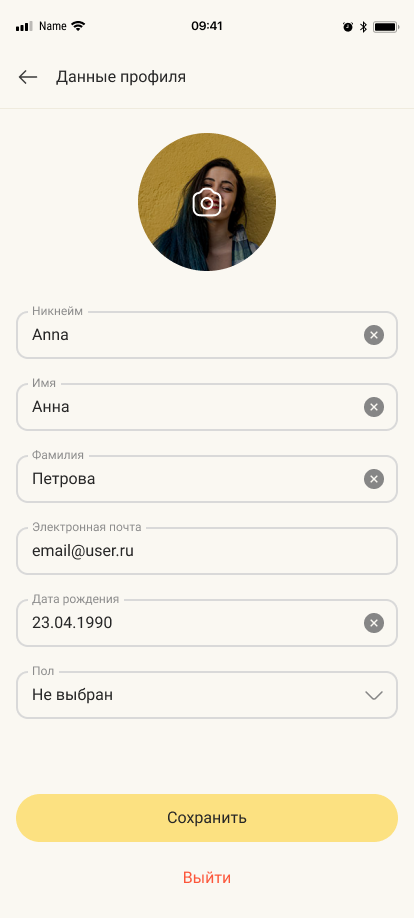 Name 09:41
Данные профиля
Никнейм
Anna
Имя
Анна
Фамилия
Петрова
Электронная почта
email@user.ru
Дата рождения
23.04.1990
Пол
Не выбран
Сохранить
Выйти